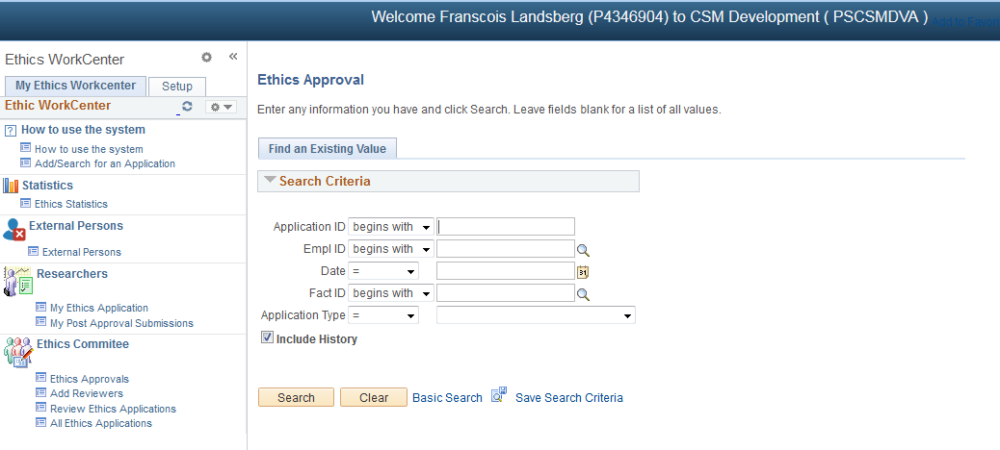 Welcome Franscois Landsberg (P4346904) to CSM Development ( PSCSMDVA )
Add to Favor
Ethics WorkCenter
My Ethics Workcenter
Setup
Ethic WorkCenter
How to use the system
How to use the system
Add/Search for an Application
Statistics
Ethics Statistics
External Persons
External Persons
Researchers
My Ethics Application
My Post Approval Submissions
Ethics Commitee
Ethics Approvals
Add Reviewers
Review Ethics Applications
All Ethics Applications
Ethics Approval
Enter any information you have and click Search. Leave fields blank for a list of all values.
Find an Existing Value
Search Criteria
Application ID begins with
Empl ID begins with
Date =
31
Fact ID begins with
Application Type =
Include History
Search Clear Basic Search Save Search Criteria